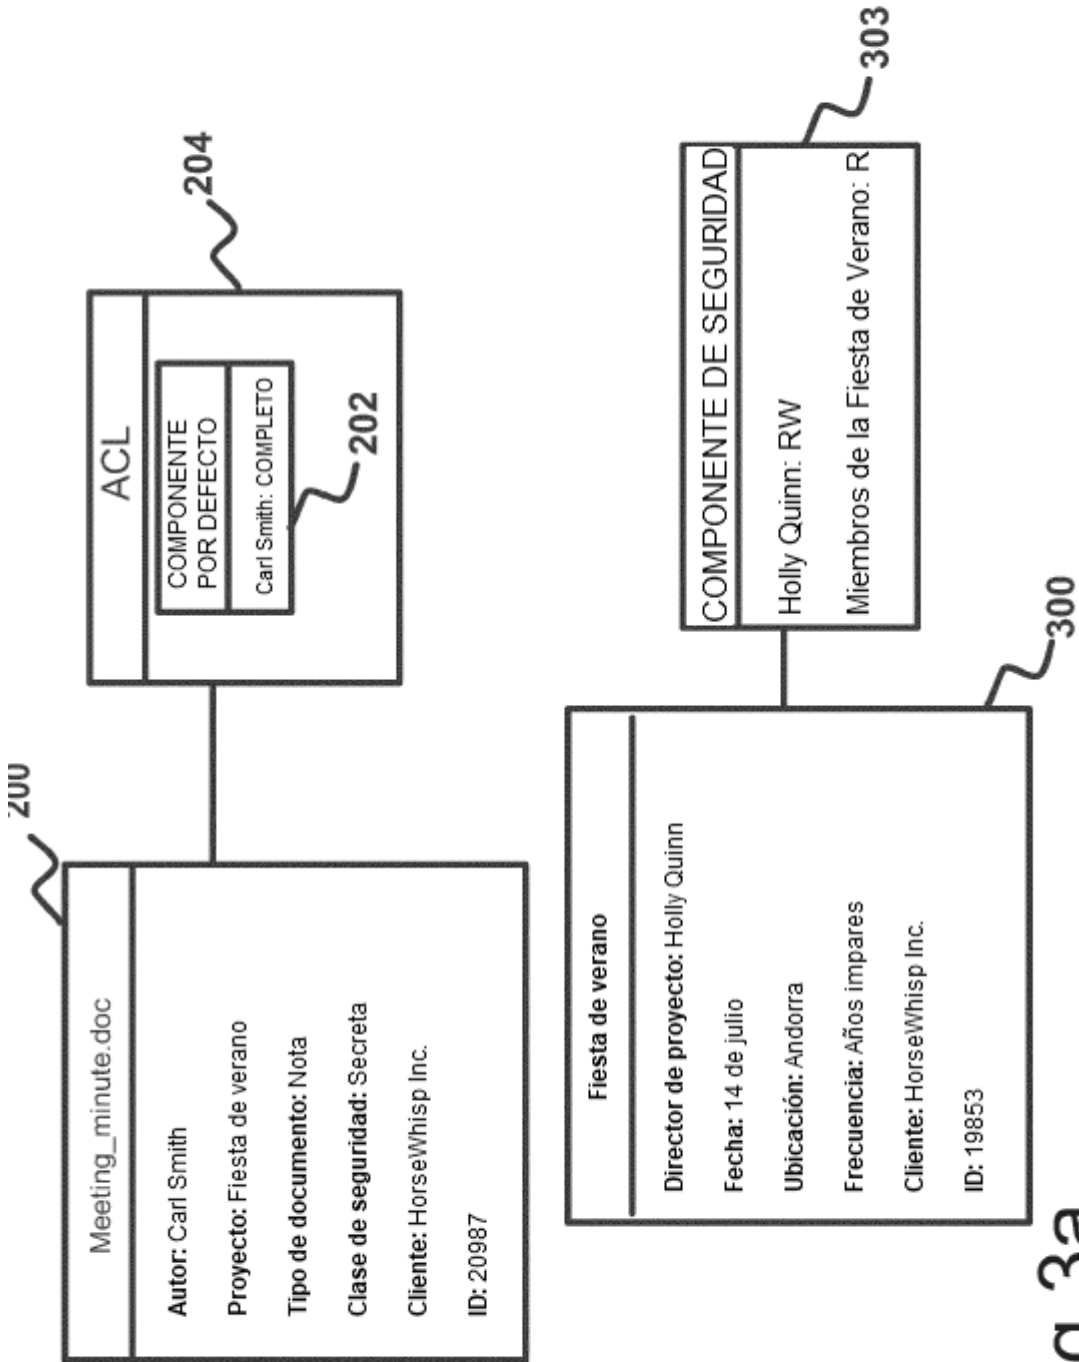 200
Meeting_minute.doc
Autor: Carl Smith
Proyecto: Fiesta de verano
Tipo de documento: Nota
Clase de seguridad: Secreta
Cliente: HorseWhisp Inc.
ID: 20987
204
ACL
COMPONENTE
POR DEFECTO
Carl Smith: COMPLETO
202
Fiesta de verano
Director de proyecto: Holly Quinn
Fecha: 14 de julio
Ubicación: Andorra
Frecuencia: Años impares
Cliente: HorseWhisp Inc.
ID: 19853
300
COMPONENTE DE SEGURIDAD
Holly Quinn: RW
Miembros de la Fiesta de Verano: R
303
g. 3a